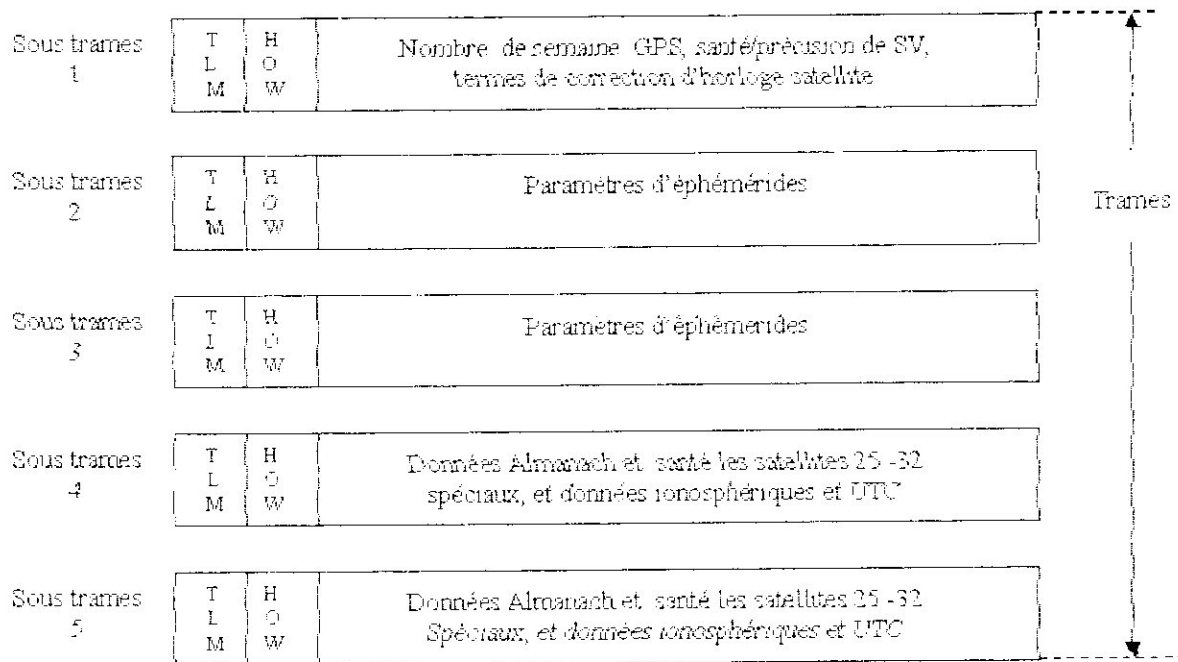 Sous trames
1
T
L
M
H
O
W
Nombre de semaine GPS, santé/précision de SV,
termes de correction d'horloge satellite
Sous trames
2
T
L
M
H
O
W
Paramètres d'éphémérides
Trames
Sous trames
3
T
L
M
H
O
W
Paramètres d'éphémerides
Sous trames
4
T
L
M
H
O
W
Données Almanach et santé les satellites 25 -32
spéciaux, et données ionosphériques et UTC
Sous trames
5
T
L
M
H
O
W
Données Almanach et santé les satellites 25 -32
Spéciaux, et données ionosphériques et UTC